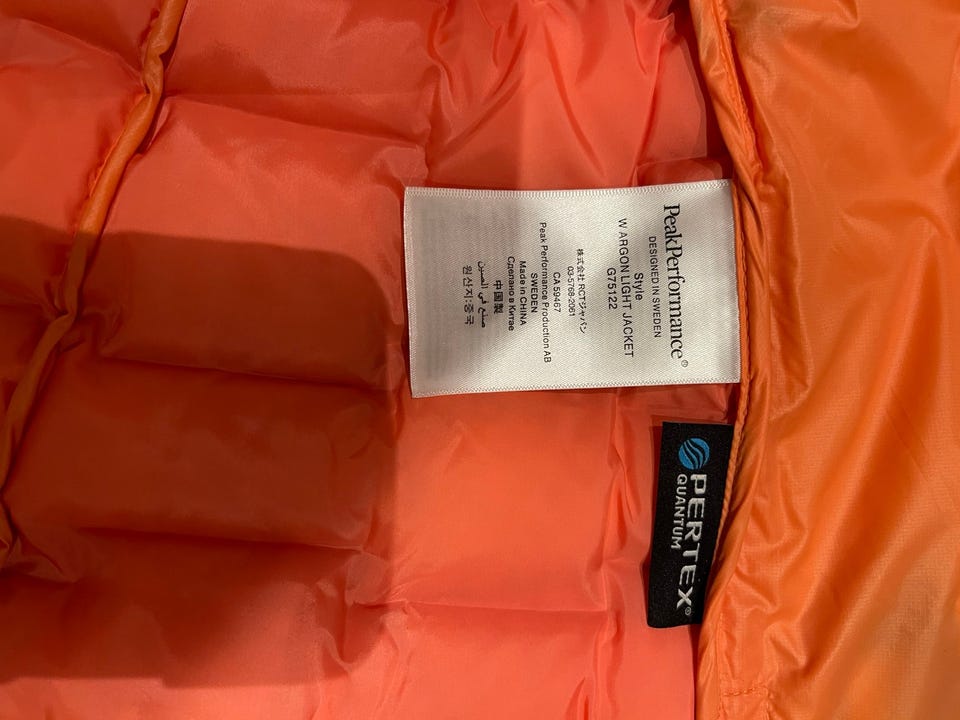 PeakPerformance®
DESIGNED IN SWEDEN
Style
W ARGON LIGHT JACKET
G75122
株式会社 RCTジャパン
03-5768-2061
Peak Performance Production AB
CA 59467
SWEDEN
Made in CHINA
Сделано в Китае
中国製
صنع في الصين
원산지:중국
PERTEX®
QUANTUM